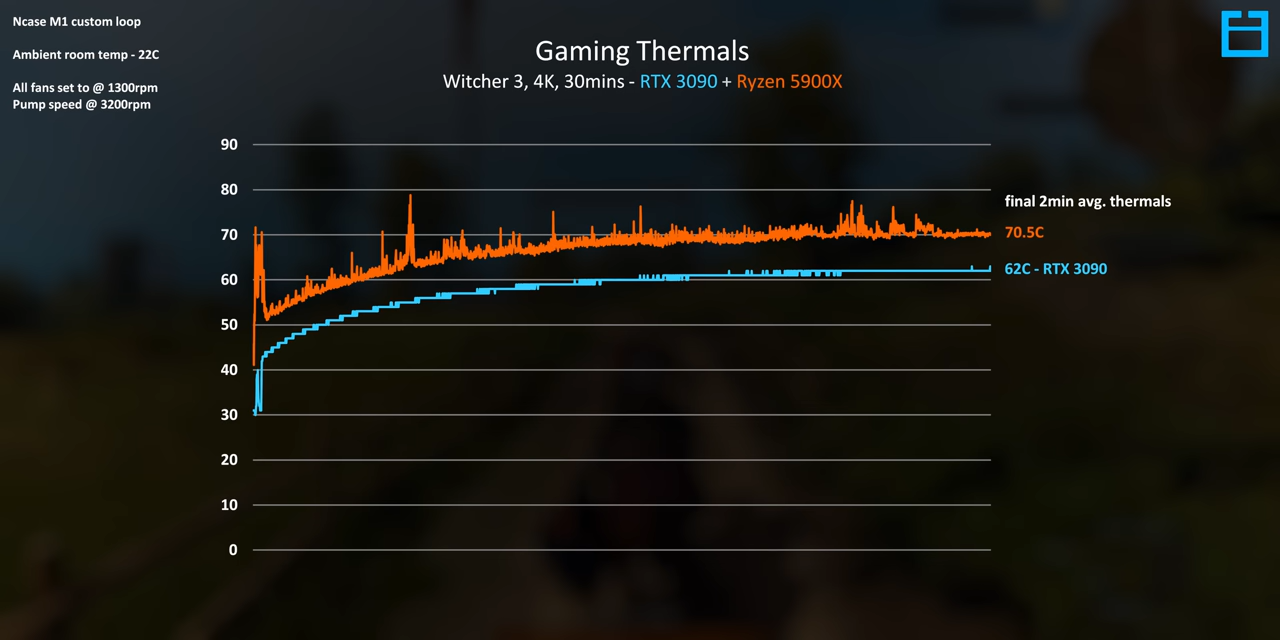 Ncase M1 custom loop
Ambient room temp - 22C
All fans set to @ 1300rpm
Pump speed @ 3200rpm
Gaming Thermals
Witcher 3, 4K, 30mins - RTX 3090 + Ryzen 5900X
90
80
70
60
50
40
30
20
10
0
final 2min avg. thermals
70.5C
62C - RTX 3090